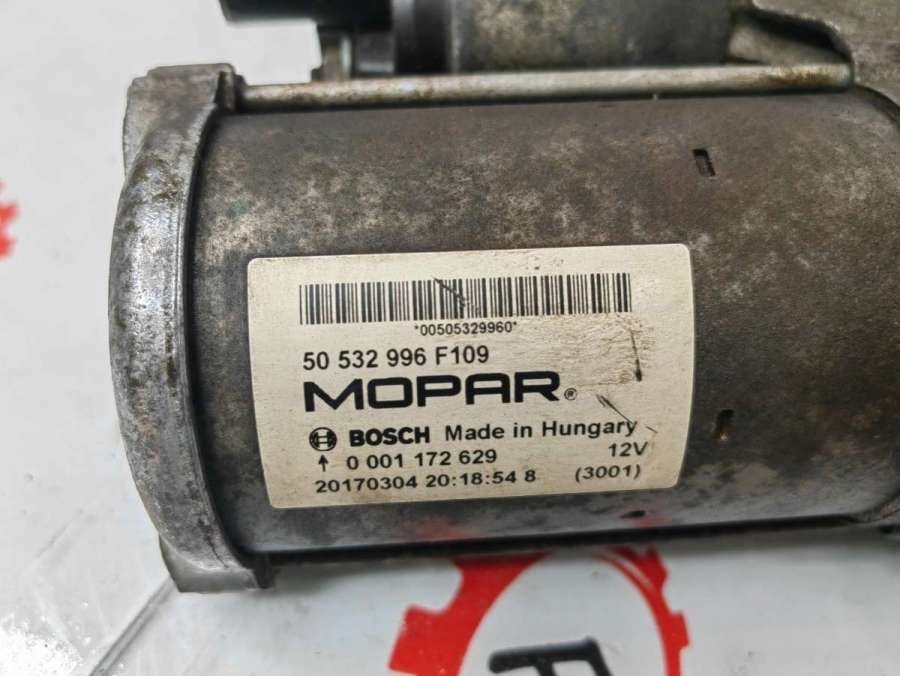 *00505329960*
50 532 996 F109
MOPAR®
BOSCH Made in Hungary
0 001 172 629 12V
20170304 20:18:54 8 (3001)